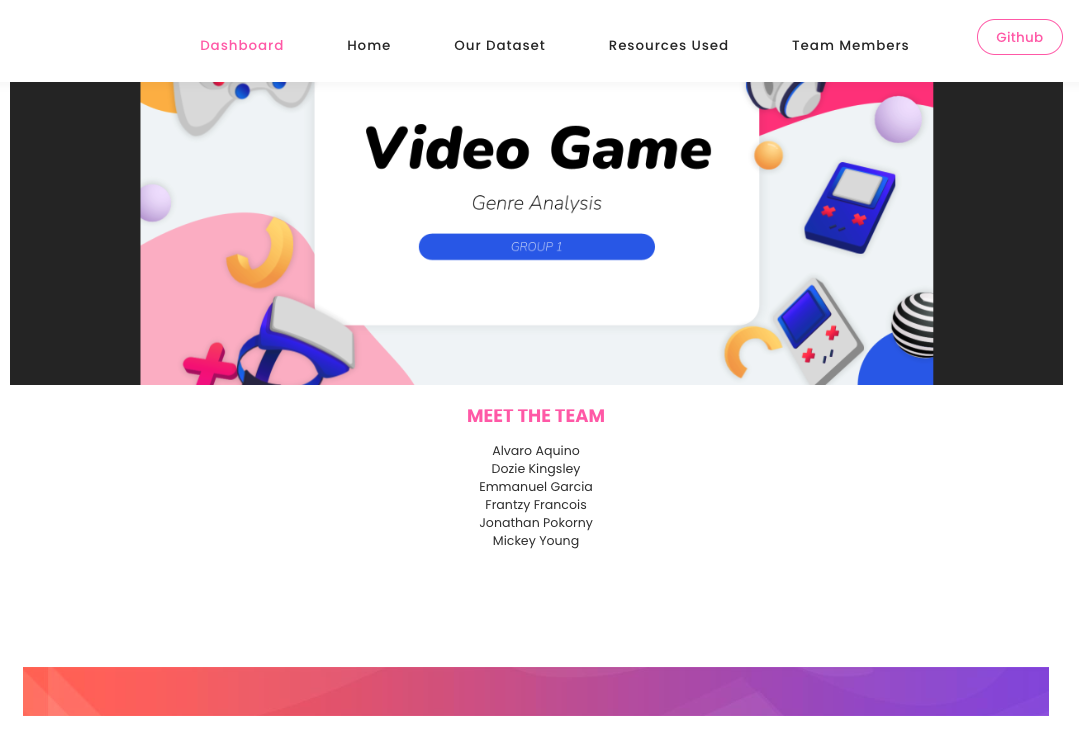 Dashboard Home Our Dataset Resources Used Team Members Github
Video Game
Genre Analysis
GROUP 1
MEET THE TEAM
Alvaro Aquino
Dozie Kingsley
Emmanuel Garcia
Frantzy Francois
Jonathan Pokorny
Mickey Young